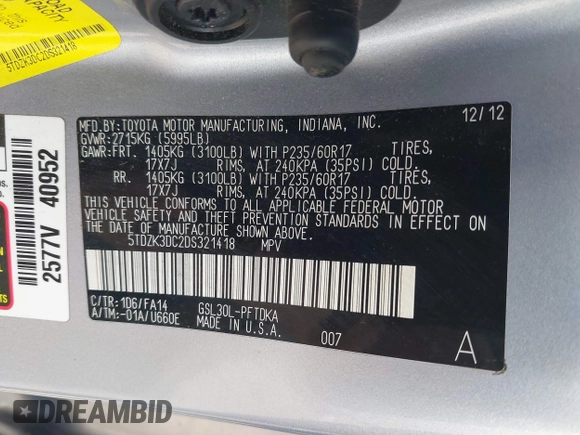 LOAD
CAPACITY
5TDZK3DC2DS321418
2577V 40952
MFD.BY:TOYOTA MOTOR MANUFACTURING, INDIANA, INC. 12/12
GVWR:2715KG (5995LB)
GAWR:FRT. 1405KG (3100LB) WITH P235/60R17 TIRES,
17X7J RIMS, AT 240KPA (35PSI) COLD.
RR. 1405KG (3100LB) WITH P235/60R17 TIRES,
17X7J RIMS, AT 240KPA (35PSI) COLD.
THIS VEHICLE CONFORMS TO ALL APPLICABLE FEDERAL MOTOR
VEHICLE SAFETY AND THEFT PREVENTION STANDARDS IN EFFECT ON
THE DATE OF MANUFACTURE SHOWN ABOVE.
5TDZK3DC2DS321418 MPV
C/TR:1D6/FA14 GSL30L-PFTDKA
A/TM:-01A/U660E MADE IN U.S.A.
007
A
DREAMBID